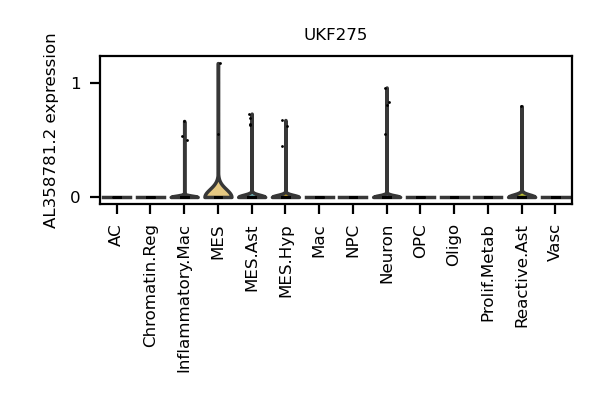 UKF275
AL358781.2 expression
1
0
AC
Chromatin.Reg
Inflammatory.Mac
MES
MES.Ast
MES.Hyp
Mac
NPC
Neuron
OPC
Oligo
Prolif.Metab
Reactive.Ast
Vasc